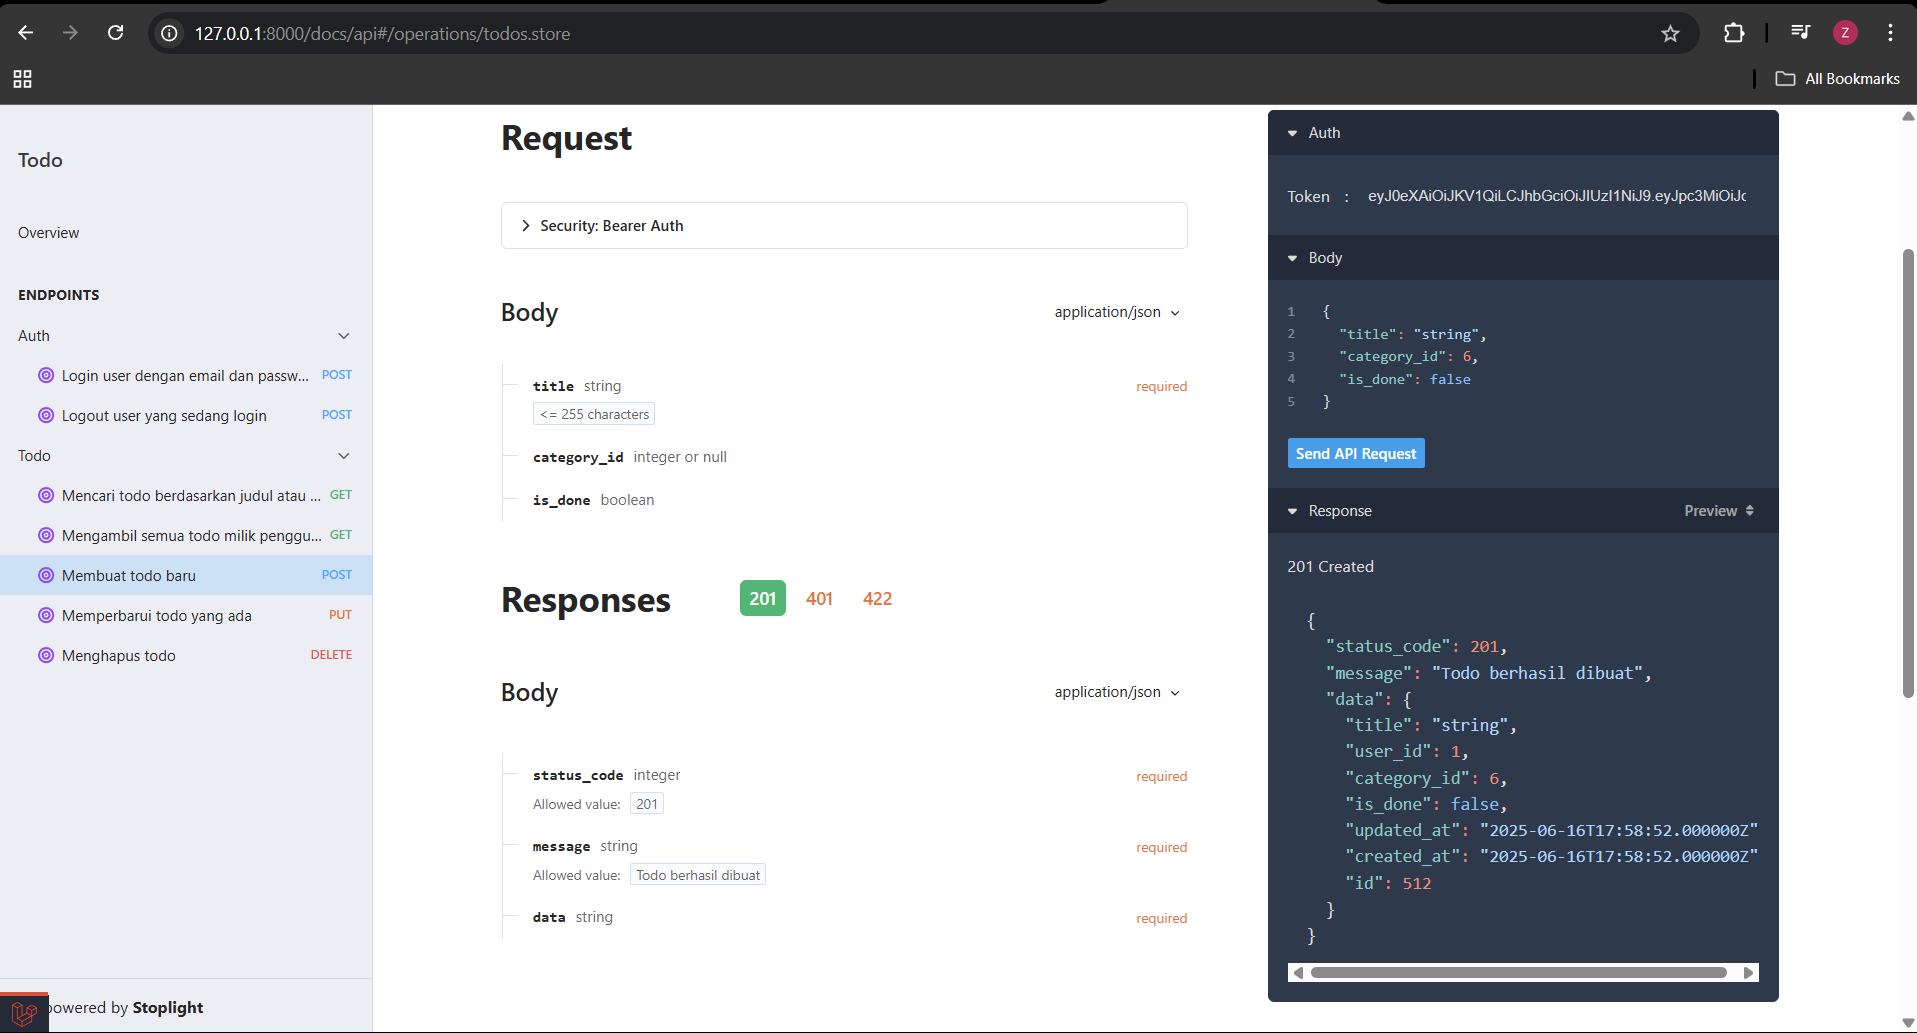 127.0.0.1:8000/docs/api#/operations/todos.store
Z
All Bookmarks
Todo
Overview
ENDPOINTS
Auth
Login user dengan email dan passw... POST
Logout user yang sedang login POST
Todo
Mencari todo berdasarkan judul atau ... GET
Mengambil semua todo milik penggu... GET
Membuat todo baru POST
Memperbarui todo yang ada PUT
Menghapus todo DELETE
powered by Stoplight
Request
Security: Bearer Auth
Body application/json
title string required
<= 255 characters
category_id integer or null
is_done boolean
Responses 201 401 422
Body application/json
status_code integer required
Allowed value: 201
message string required
Allowed value: Todo berhasil dibuat
data string required
Auth
Token : eyJ0eXAiOiJKV1QiLCJhbGciOiJIUzI1NiJ9.eyJpc3MiOiJc
Body
1 {
2 "title": "string",
3 "category_id": 6,
4 "is_done": false
5 }
Send API Request
Response Preview
201 Created
{
"status_code": 201,
"message": "Todo berhasil dibuat",
"data": {
"title": "string",
"user_id": 1,
"category_id": 6,
"is_done": false,
"updated_at": "2025-06-16T17:58:52.000000Z"
"created_at": "2025-06-16T17:58:52.000000Z"
"id": 512
}
}